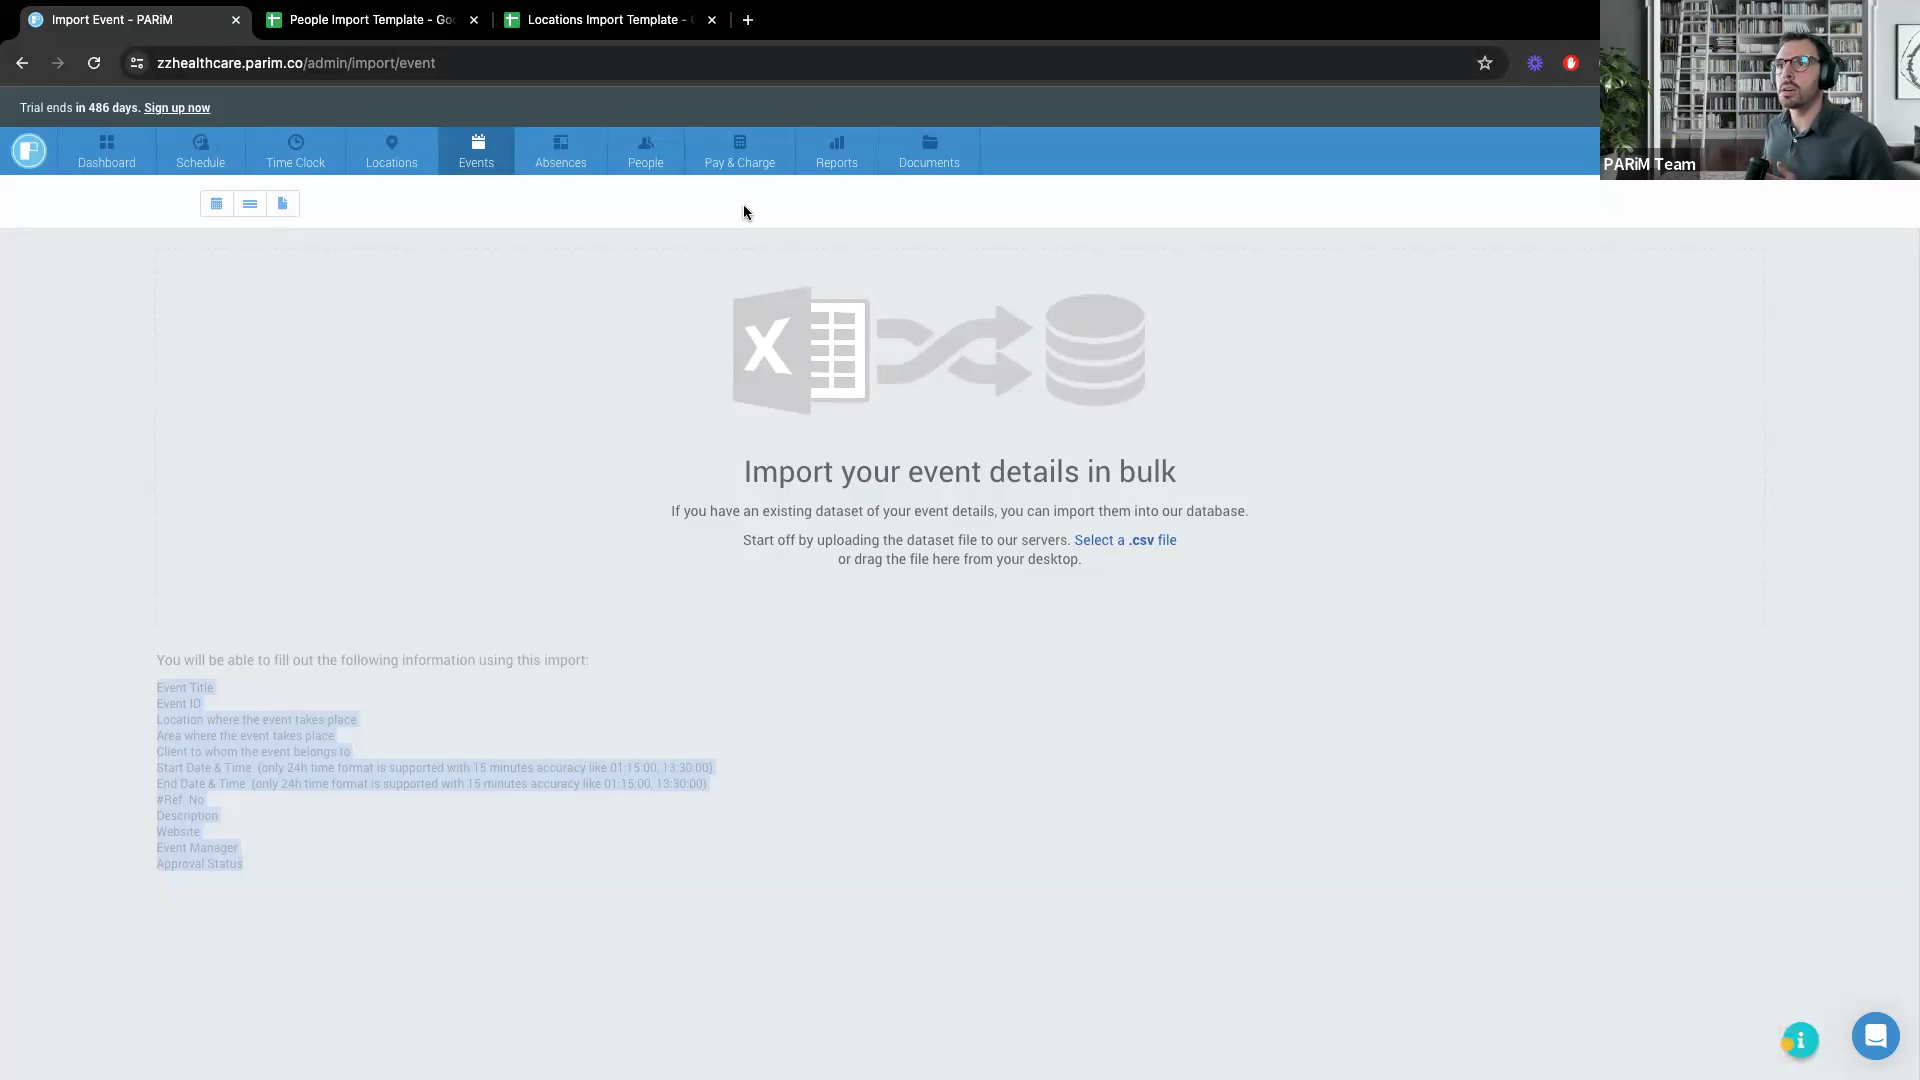 Import Event - PARiM
People Import Template - Goo
Locations Import Template -
zzhealthcare.parim.co/admin/import/event
Trial ends in 486 days. Sign up now
Dashboard
Schedule
Time Clock
Locations
Events
Absences
People
Pay & Charge
Reports
Documents
PARiM Team
X
Import your event details in bulk
If you have an existing dataset of your event details, you can import them into our database.
Start off by uploading the dataset file to our servers. Select a .csv file
or drag the file here from your desktop.
You will be able to fill out the following information using this import:
Event Title
Event ID
Location where the event takes place
Area where the event takes place
Client to whom the event belongs to
Start Date & Time (only 24h time format is supported with 15 minutes accuracy like 01:15:00, 13:30:00)
End Date & Time (only 24h time format is supported with 15 minutes accuracy like 01:15:00, 13:30:00)
#Ref. No
Description
Website
Event Manager
Approval Status